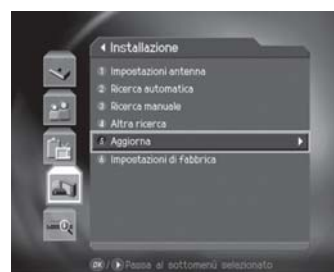 Installazione
1 Impostazioni antenna
2 Ricerca automatica
3 Ricerca manuale
4 Altra ricerca
5 Aggiorna
6 Impostazioni di fabbrica
OK / Passa al sottomenù selezionato